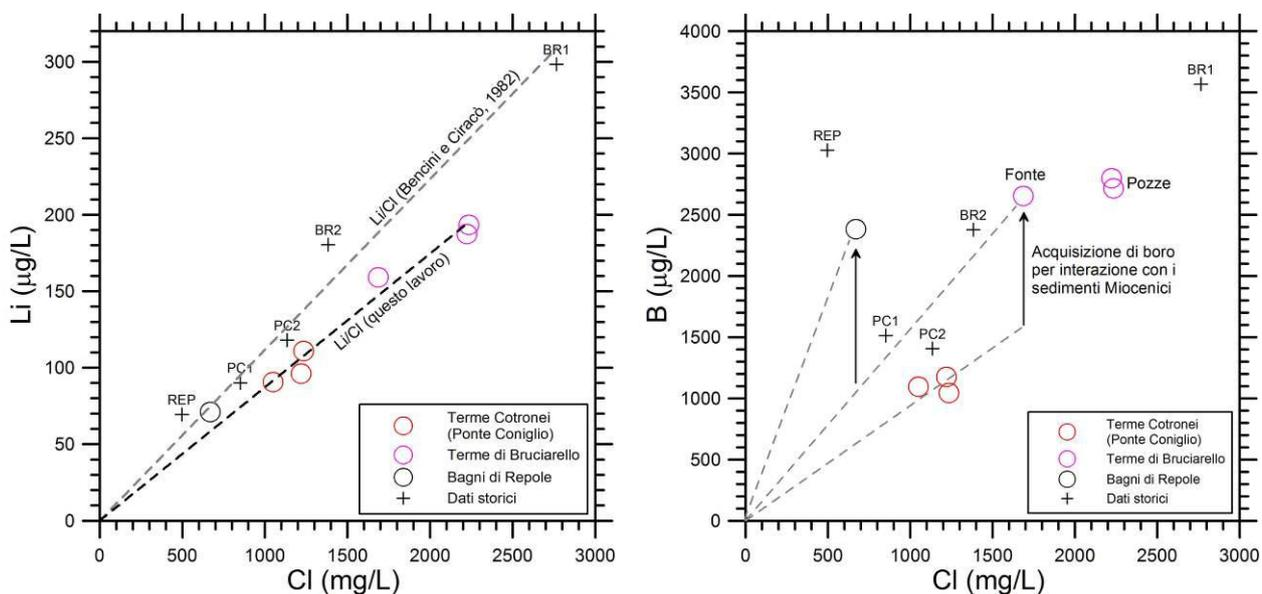 300
250
200
150
100
50
0
Li (µg/L)
0 500 1000 1500 2000 2500 3000
Cl (mg/L)
BR1
Li/Cl (Bencini e Ciracò, 1982)
BR2
Li/Cl (questo lavoro)
PC2
PC1
REP
Terme Cotronei
(Ponte Coniglio)
Terme di Bruciarello
Bagni di Repole
Dati storici
4000
3500
3000
2500
2000
1500
1000
500
0
B (µg/L)
0 500 1000 1500 2000 2500 3000
Cl (mg/L)
BR1
REP
Fonte
Pozze
BR2
Acquisizione di boro
per interazione con i
sedimenti Miocenici
PC1
PC2
Terme Cotronei
(Ponte Coniglio)
Terme di Bruciarello
Bagni di Repole
Dati storici